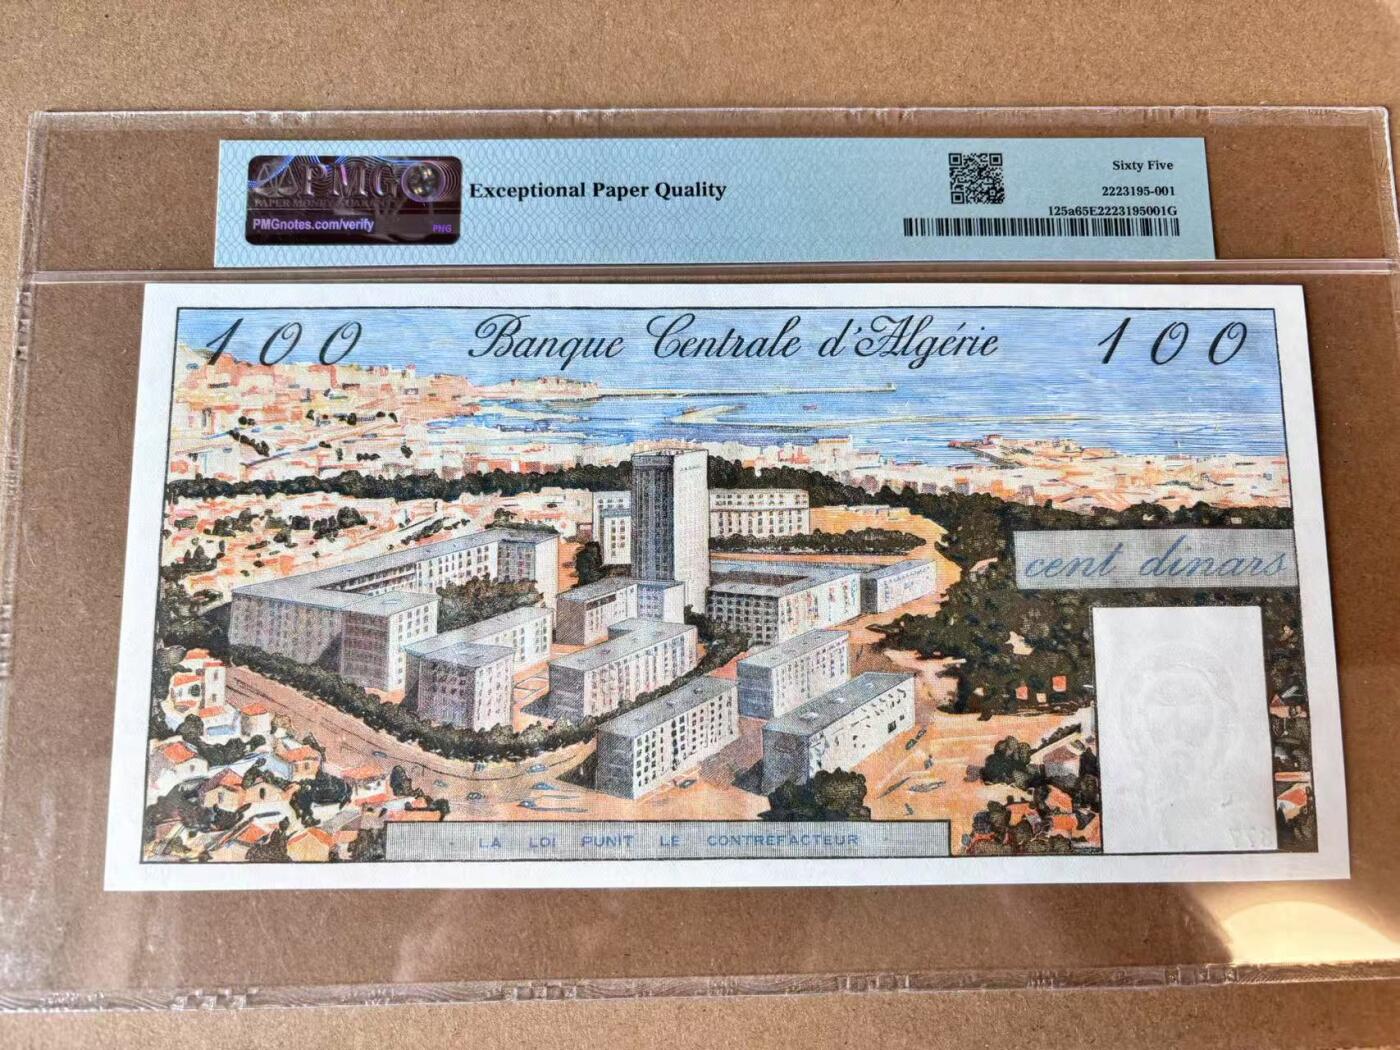 PMG
PAPER MONEY GUARANTY
PMGnotes.com/verify
PMG
Exceptional Paper Quality
Sixty Five
2223195-001
125a65E2223195001G
100
Banque Centrale d'Algérie
100
cent dinars
LA LOI PUNIT LE CONTREFACTEUR